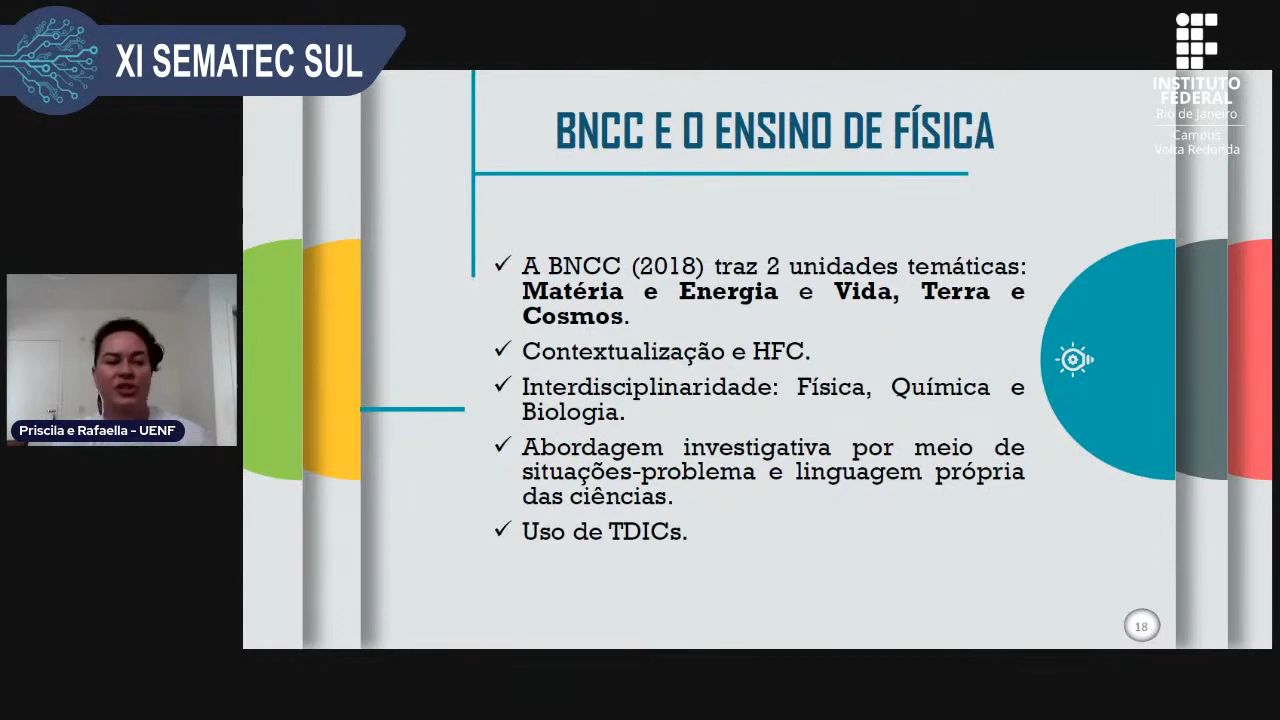 XI SEMATEC SUL
INSTITUTO
FEDERAL
Rio de Janeiro
Campus
Volta Redonda
BNCC E O ENSINO DE FÍSICA
✓ A BNCC (2018) traz 2 unidades temáticas:
Matéria e Energia e Vida, Terra e
Cosmos.
✓ Contextualização e HFC.
✓ Interdisciplinaridade: Física, Química e
Biologia.
✓ Abordagem investigativa por meio de
situações-problema e linguagem própria
das ciências.
✓ Uso de TDICs.
Priscila e Rafaella - UENF
18